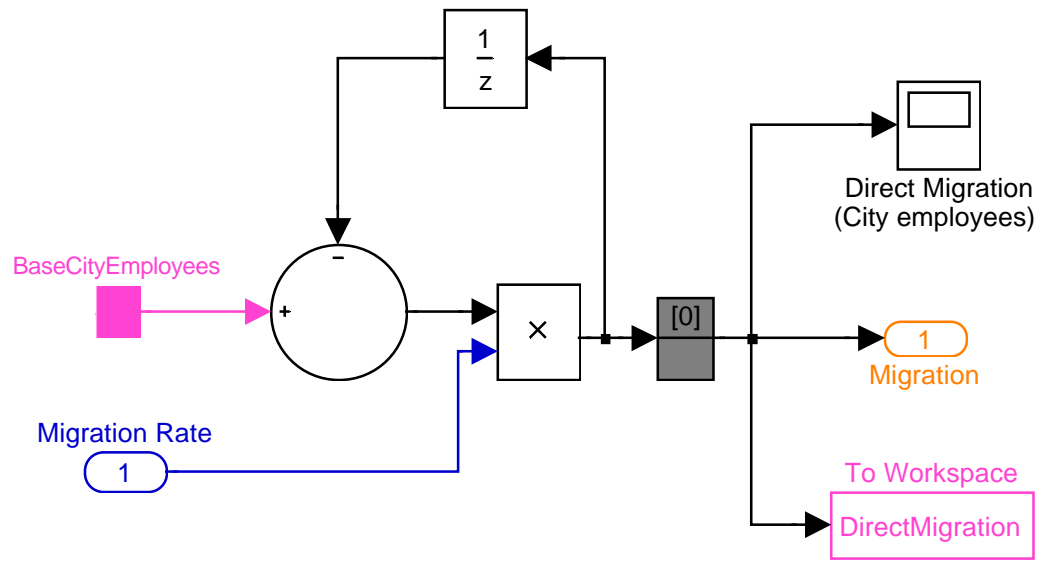 1
z
Direct Migration
(City employees)
BaseCityEmployees
−
+
×
[0]
1
Migration
Migration Rate
1
To Workspace
DirectMigration